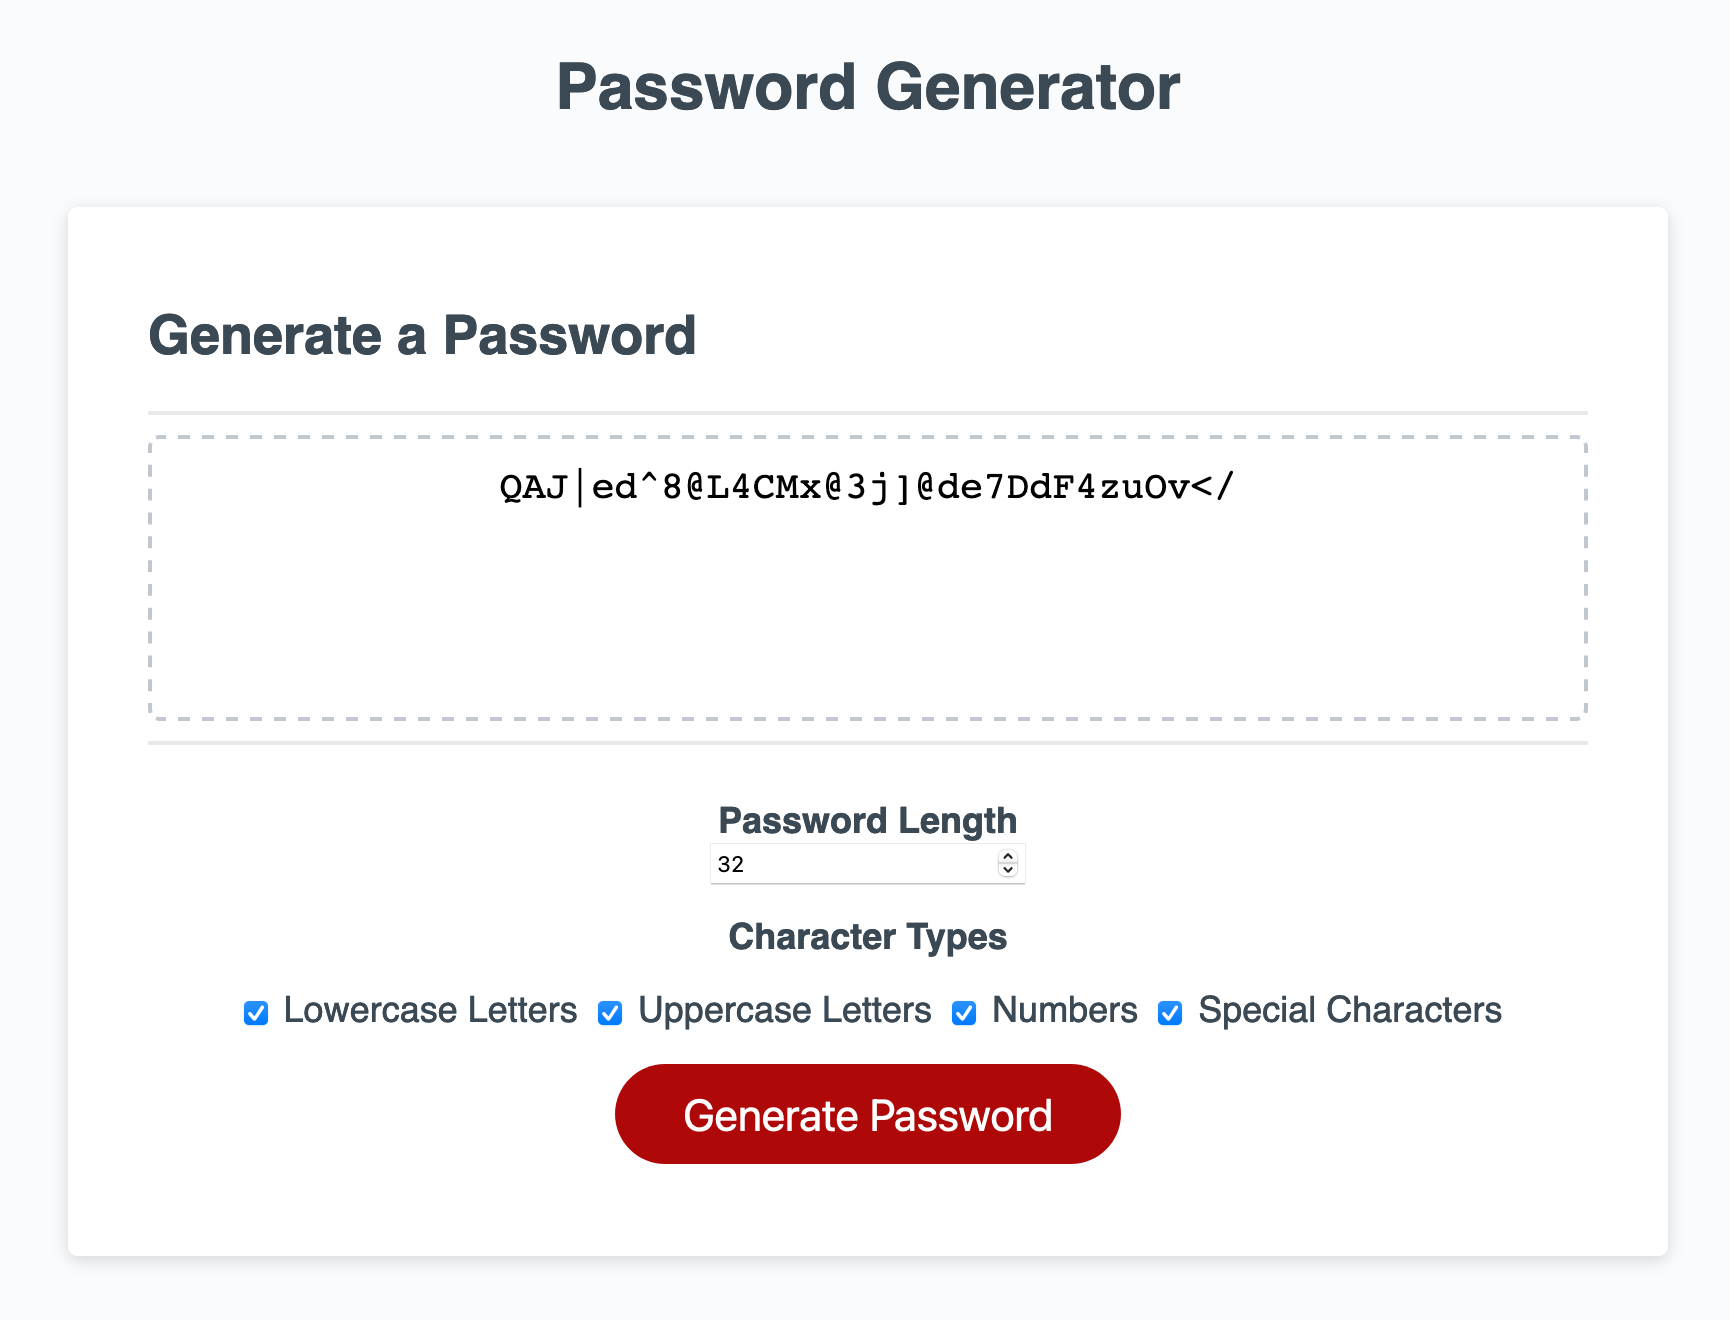 Password Generator
Generate a Password
QAJ|ed^8@L4CMx@3j]@de7DdF4zuOv</
Password Length
32
Character Types
Lowercase Letters Uppercase Letters Numbers Special Characters
Generate Password